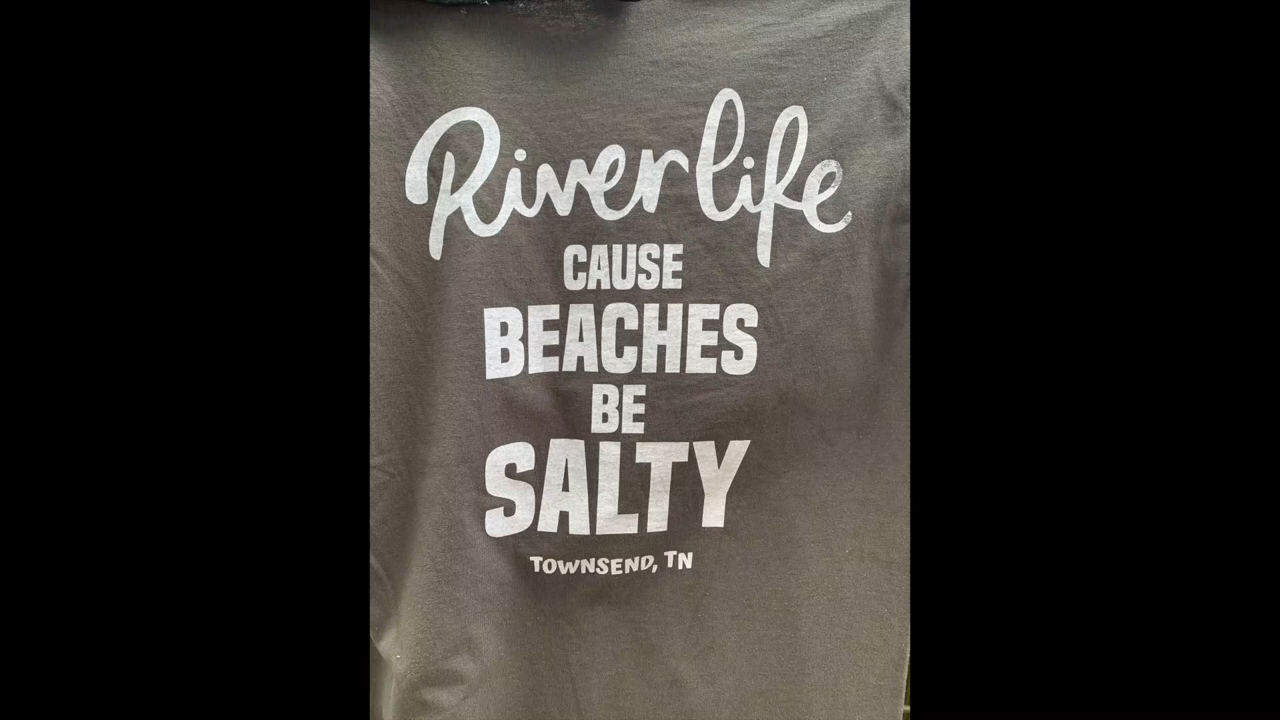 Riverlife
CAUSE
BEACHES
BE
SALTY
TOWNSEND, TN